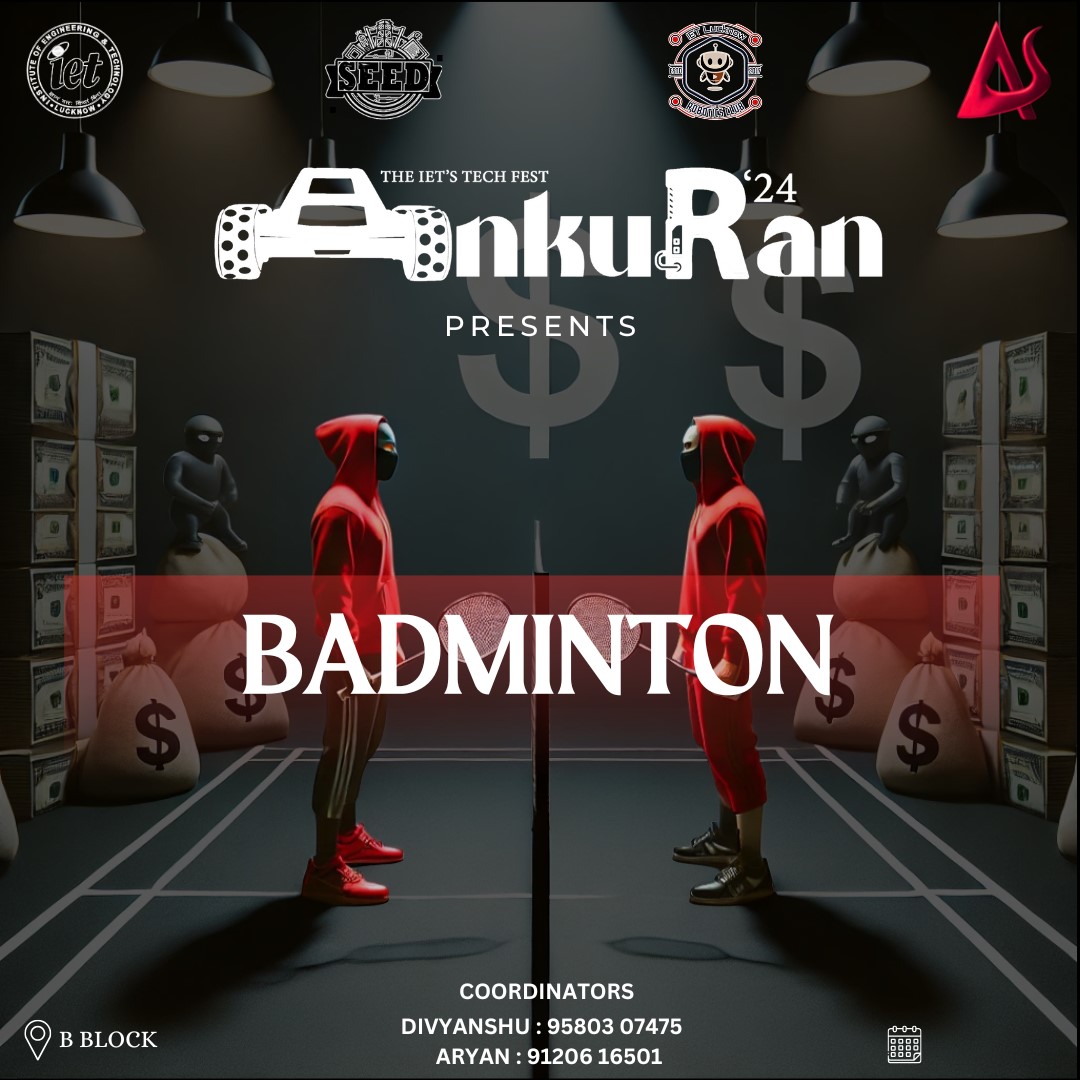 INSTITUTE OF ENGINEERING & TECHNOLOGY
iet
• LUCKNOW •
SEED
IET LUCKNOW
ROBOTICS CLUB
AS
THE IET'S TECH FEST
AnkuRan '24
PRESENTS
$ $
BADMINTON
$ $ $ $
COORDINATORS
DIVYANSHU : 95803 07475
ARYAN : 91206 16501
B BLOCK